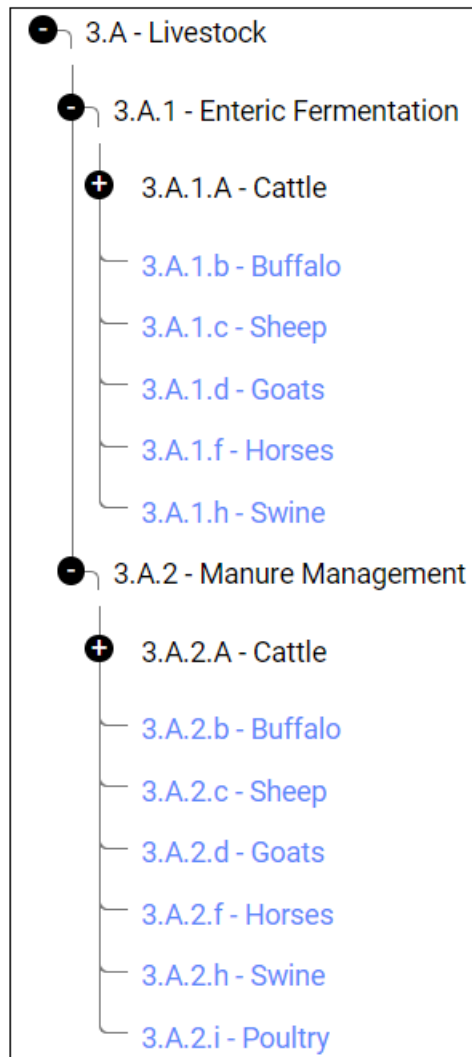 3.A - Livestock
3.A.1 - Enteric Fermentation
3.A.1.A - Cattle
3.A.1.b - Buffalo
3.A.1.c - Sheep
3.A.1.d - Goats
3.A.1.f - Horses
3.A.1.h - Swine
3.A.2 - Manure Management
3.A.2.A - Cattle
3.A.2.b - Buffalo
3.A.2.c - Sheep
3.A.2.d - Goats
3.A.2.f - Horses
3.A.2.h - Swine
3.A.2.i - Poultry